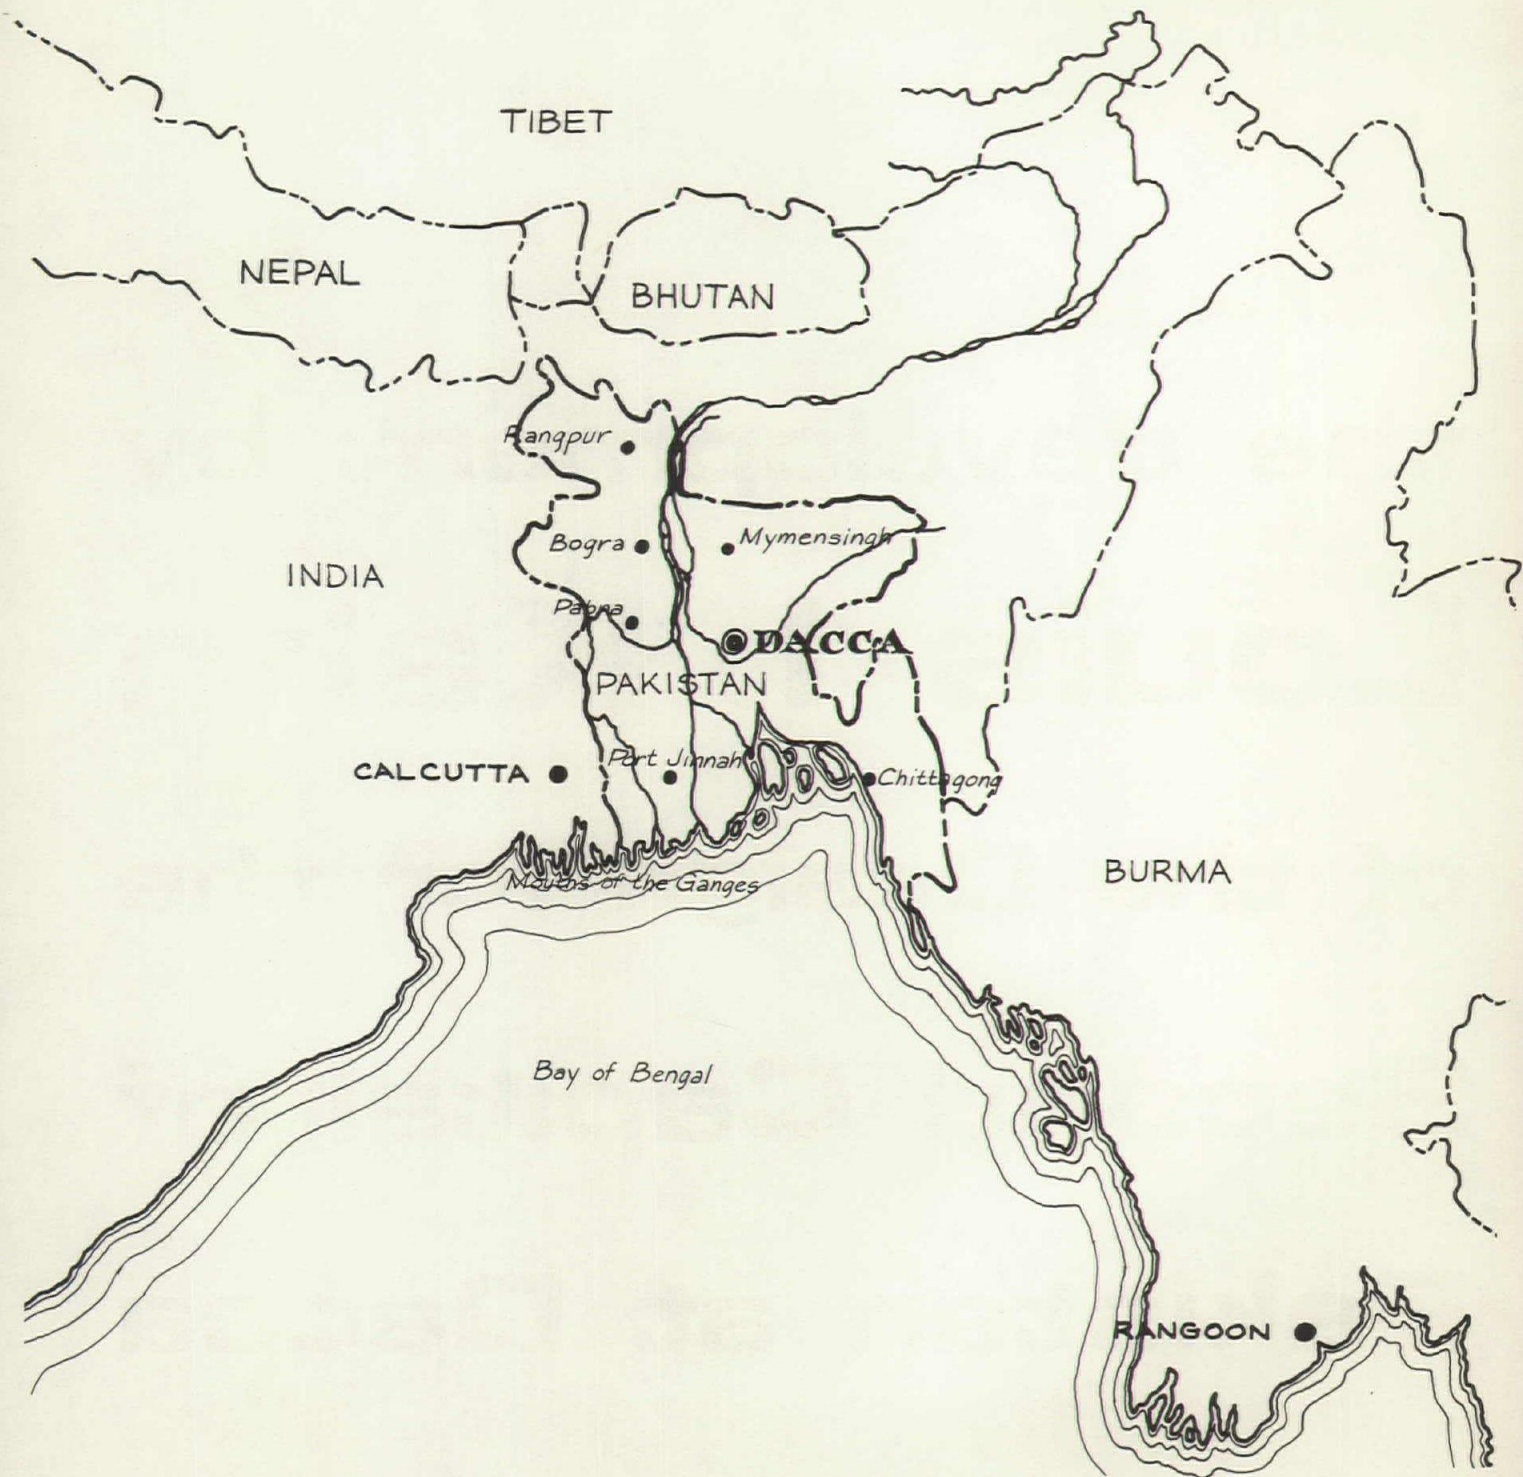 TIBET
NEPAL
BHUTAN
Rangpur
Bogra
Mymensingh
INDIA
Pabna
DACCA
PAKISTAN
CALCUTTA
Port Jinnah
Chittagong
BURMA
Mouths of the Ganges
Bay of Bengal
RANGOON